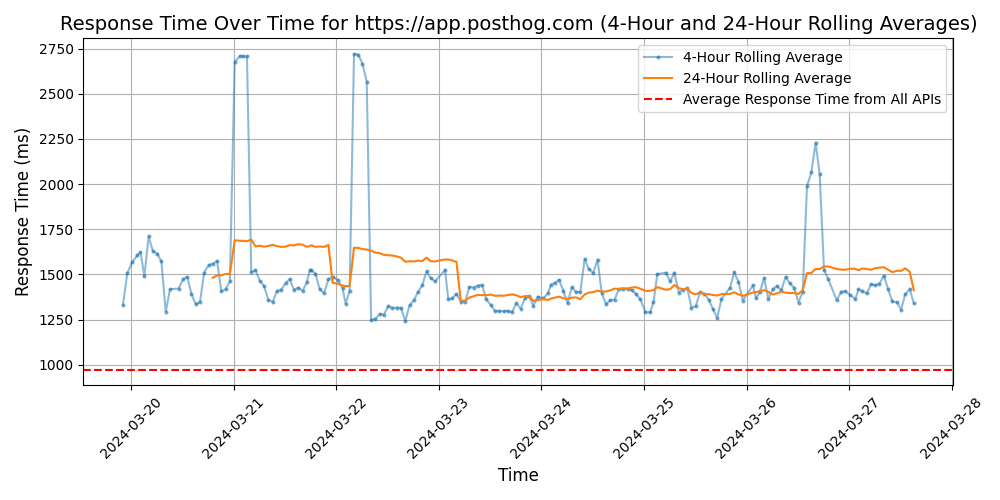 Response Time Over Time for https://app.posthog.com (4-Hour and 24-Hour Rolling Averages)
4-Hour Rolling Average
24-Hour Rolling Average
Average Response Time from All APIs
Response Time (ms)
2750
2500
2250
2000
1750
1500
1250
1000
2024-03-20
2024-03-21
2024-03-22
2024-03-23
2024-03-24
2024-03-25
2024-03-26
2024-03-27
2024-03-28
Time